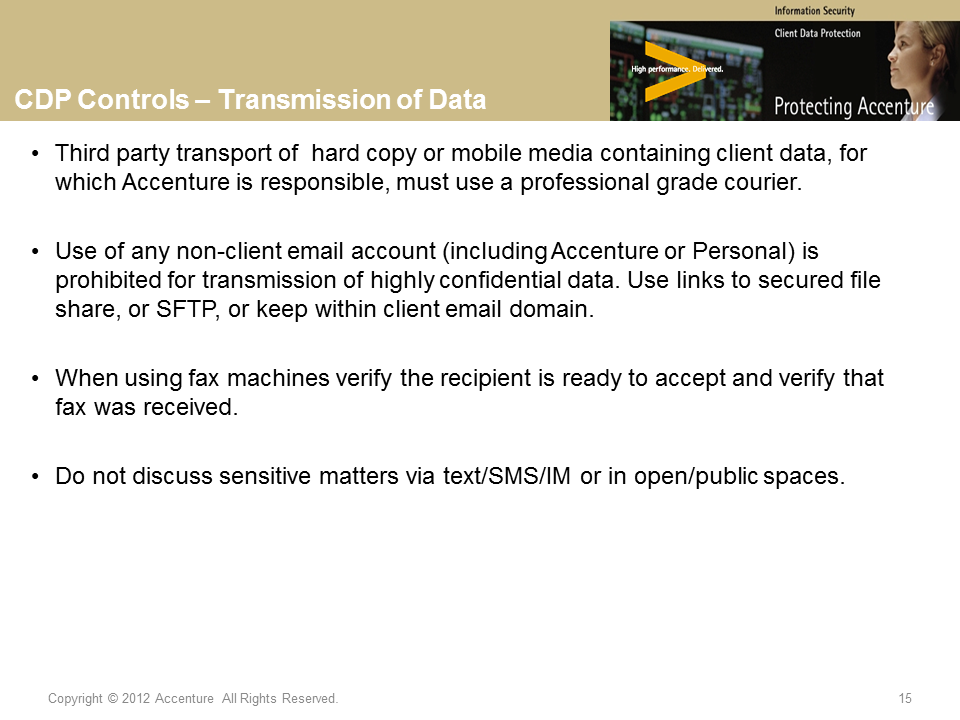 Information Security
Client Data Protection
High performance. Delivered.
Protecting Accenture
CDP Controls – Transmission of Data
• Third party transport of  hard copy or mobile media containing client data, for
which Accenture is responsible, must use a professional grade courier.
• Use of any non-client email account (including Accenture or Personal) is
prohibited for transmission of highly confidential data. Use links to secured file
share, or SFTP, or keep within client email domain.
• When using fax machines verify the recipient is ready to accept and verify that
fax was received.
• Do not discuss sensitive matters via text/SMS/IM or in open/public spaces.
Copyright © 2012 Accenture  All Rights Reserved.
15